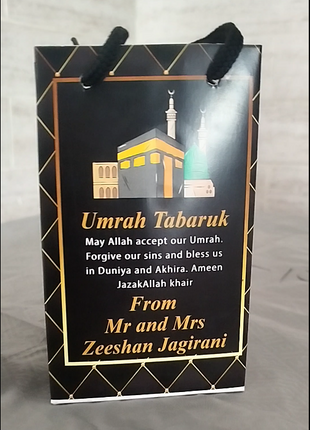 Umrah Tabaruk
May Allah accept our Umrah.
Forgive our sins and bless us
in Duniya and Akhira. Ameen
JazakAllah khair
From
Mr and Mrs
Zeeshan Jagirani